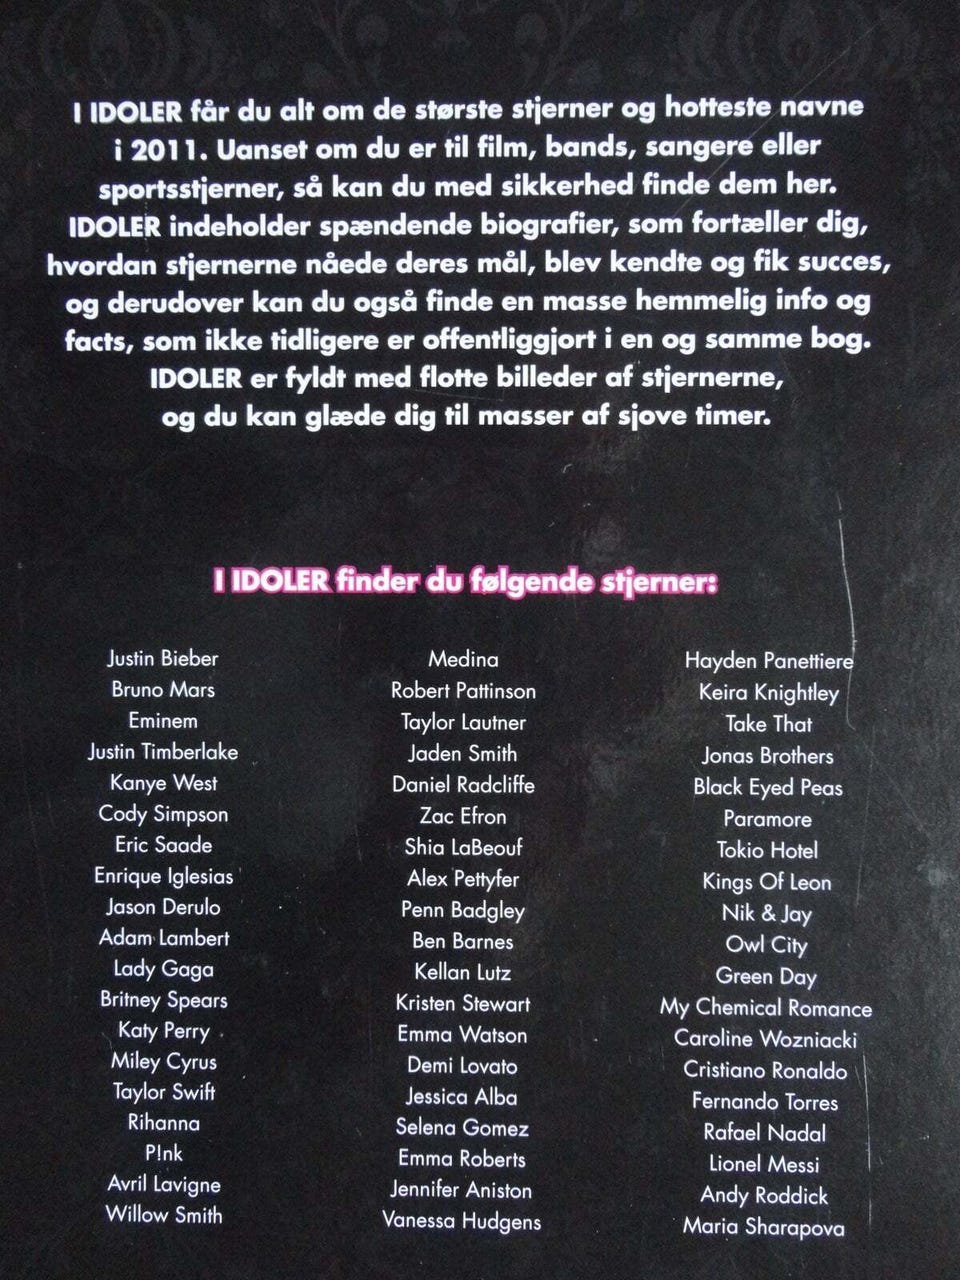 I IDOLER får du alt om de største stjerner og hotteste navne
i 2011. Uanset om du er til film, bands, sangere eller
sportsstjerner, så kan du med sikkerhed finde dem her.
IDOLER indeholder spændende biografier, som fortæller dig,
hvordan stjernerne nåede deres mål, blev kendte og fik succes,
og derudover kan du også finde en masse hemmelig info og
facts, som ikke tidligere er offentliggjort i en og samme bog.
IDOLER er fyldt med flotte billeder af stjernerne,
og du kan glæde dig til masser af sjove timer.
I IDOLER finder du følgende stjerner:
Justin Bieber
Bruno Mars
Eminem
Justin Timberlake
Kanye West
Cody Simpson
Eric Saade
Enrique Iglesias
Jason Derulo
Adam Lambert
Lady Gaga
Britney Spears
Katy Perry
Miley Cyrus
Taylor Swift
Rihanna
P!nk
Avril Lavigne
Willow Smith
Medina
Robert Pattinson
Taylor Lautner
Jaden Smith
Daniel Radcliffe
Zac Efron
Shia LaBeouf
Alex Pettyfer
Penn Badgley
Ben Barnes
Kellan Lutz
Kristen Stewart
Emma Watson
Demi Lovato
Jessica Alba
Selena Gomez
Emma Roberts
Jennifer Aniston
Vanessa Hudgens
Hayden Panettiere
Keira Knightley
Take That
Jonas Brothers
Black Eyed Peas
Paramore
Tokio Hotel
Kings Of Leon
Nik & Jay
Owl City
Green Day
My Chemical Romance
Caroline Wozniacki
Cristiano Ronaldo
Fernando Torres
Rafael Nadal
Lionel Messi
Andy Roddick
Maria Sharapova